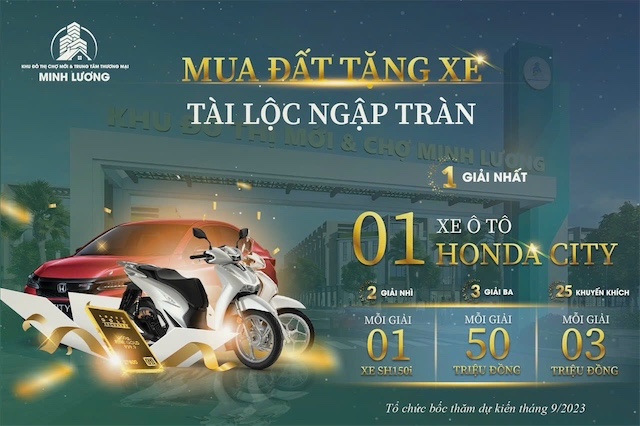 KHU ĐÔ THỊ CHỢ MỚI & TRUNG TÂM THƯƠNG MẠI
MINH LƯƠNG
MUA ĐẤT TẶNG XE
TÀI LỘC NGẬP TRÀN
KHU ĐÔ THỊ MỚI & CHỢ MINH LƯƠNG
1 GIẢI NHẤT
01 XE Ô TÔ
HONDA CITY
2 GIẢI NHÌ
3 GIẢI BA
25 KHUYẾN KHÍCH
MỖI GIẢI
01
XE SH150i
MỖI GIẢI
50
TRIỆU ĐỒNG
MỖI GIẢI
03
TRIỆU ĐỒNG
Tổ chức bốc thăm dự kiến tháng 9/2023